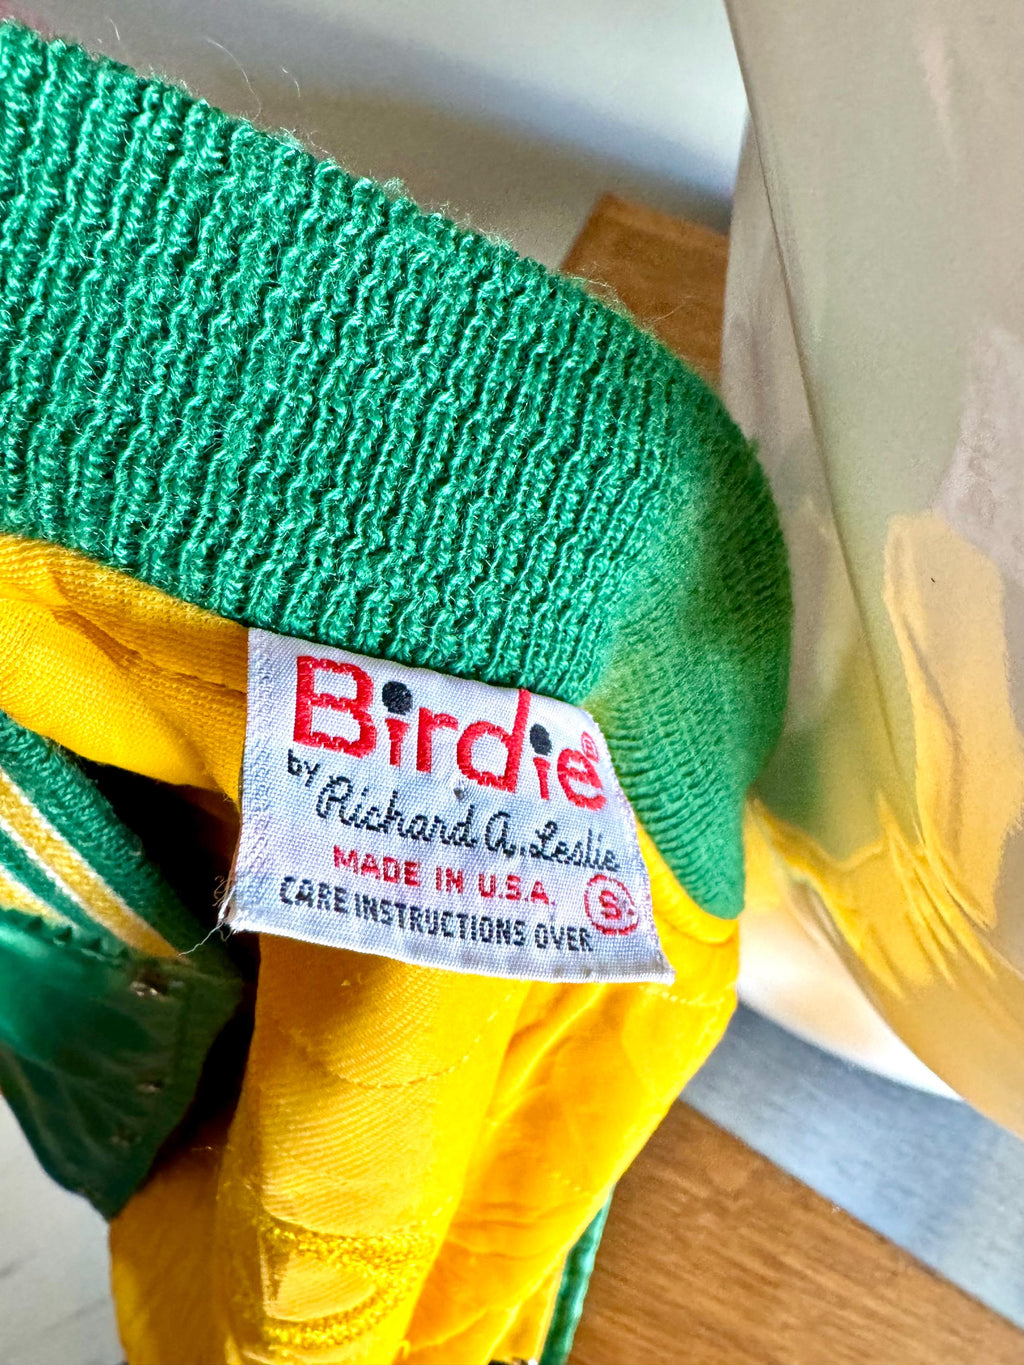 Birdie®
by Richard A. Leslie
MADE IN U.S.A.
S
CARE INSTRUCTIONS OVER